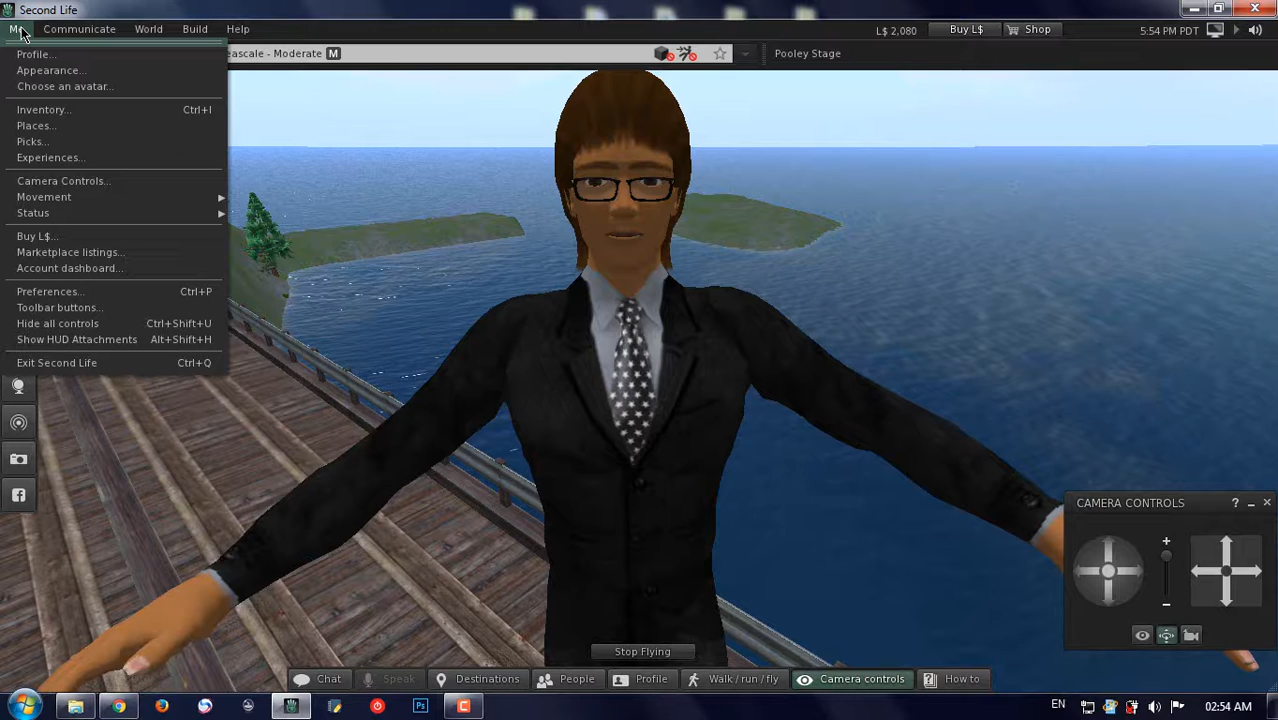 Second Life
Me Communicate World Build Help
L$ 2,080 Buy L$ Shop 5:54 PM PDT
eascale - Moderate M Pooley Stage
Profile...
Appearance...
Choose an avatar...
Inventory... Ctrl+I
Places...
Picks...
Experiences...
Camera Controls...
Movement
Status
Buy L$...
Marketplace listings...
Account dashboard...
Preferences... Ctrl+P
Toolbar buttons...
Hide all controls Ctrl+Shift+U
Show HUD Attachments Alt+Shift+H
Exit Second Life Ctrl+Q
CAMERA CONTROLS ?
Stop Flying
Chat Speak Destinations People Profile Walk / run / fly Camera controls How to
Ps C EN 02:54 AM